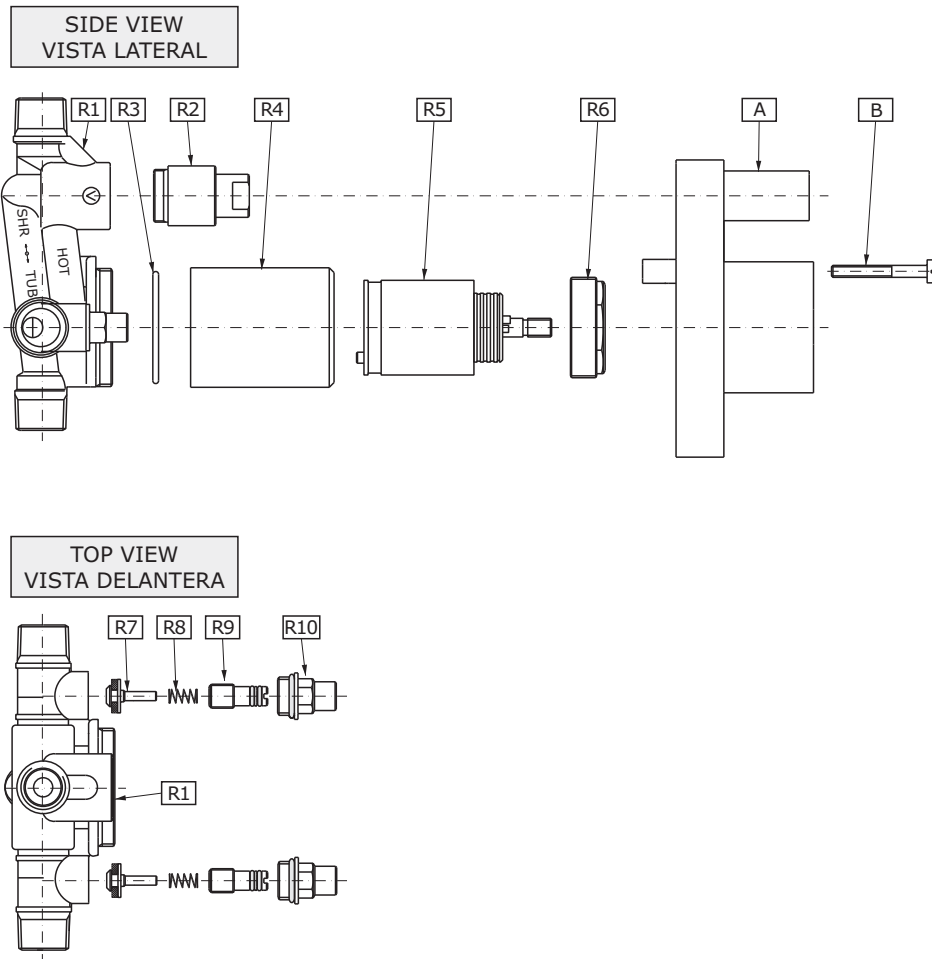 SIDE VIEW
VISTA LATERAL
R1
R3
R2
R4
R5
R6
A
B
V
SHR
TUB
HOT
TOP VIEW
VISTA DELANTERA
R7
R8
R9
R10
R1